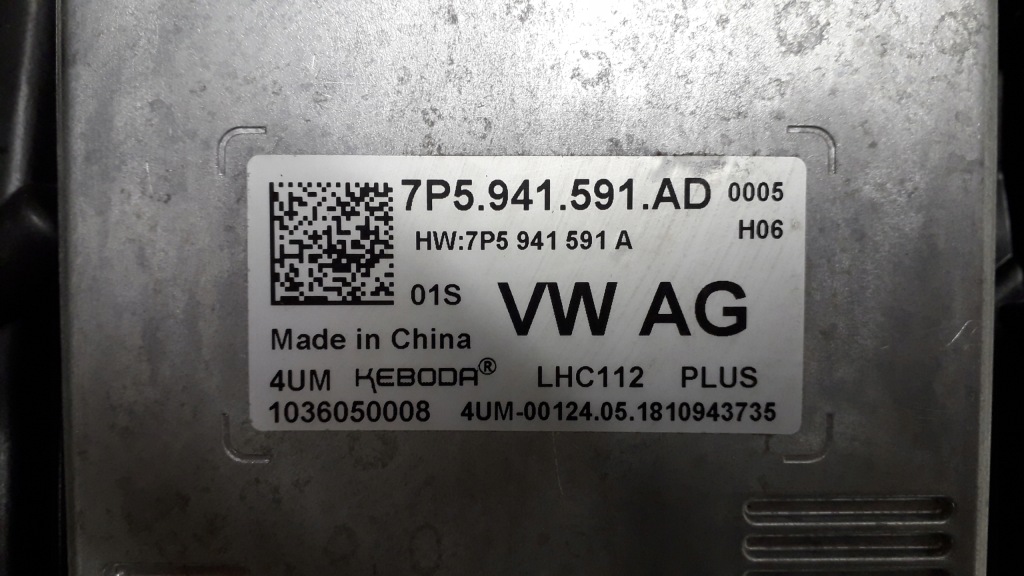 7P5.941.591.AD 0005
HW:7P5 941 591 A H06
01S VW AG
Made in China
4UM KEBODA® LHC112 PLUS
1036050008 4UM-00124.05.1810943735